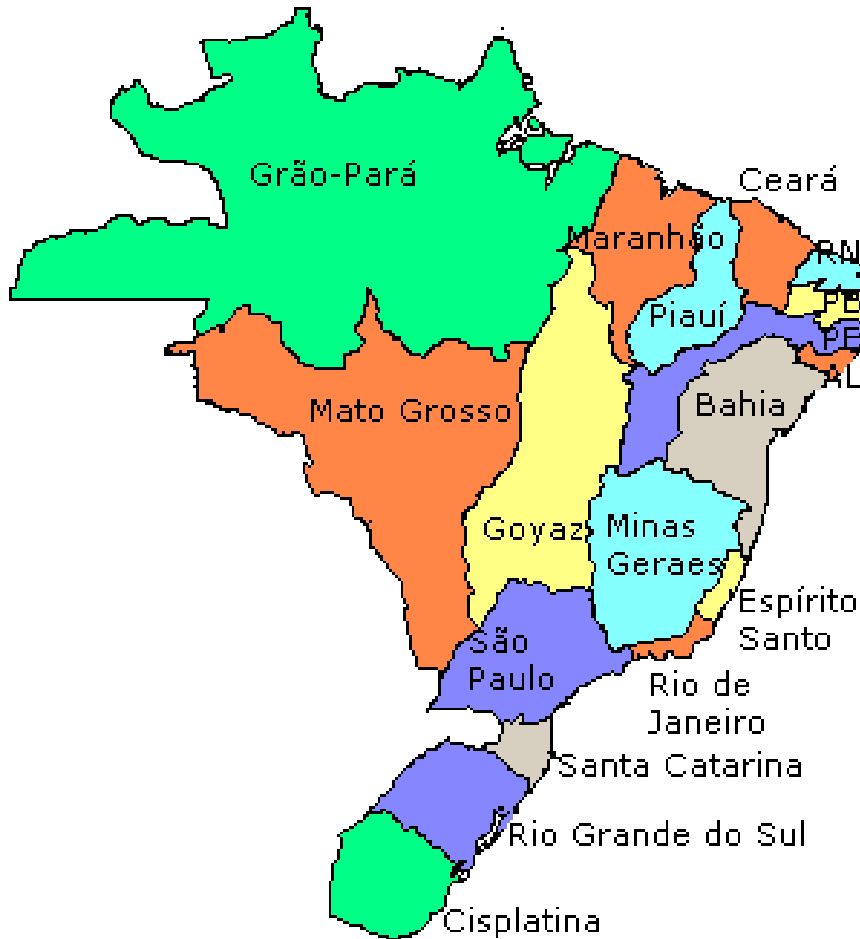 Grão-Pará
Ceará
Maranhão
RN
PB
Piauí
PE
AL
Mato Grosso
Bahia
Goyaz
Minas
Geraes
Espírito
Santo
São
Paulo
Rio de
Janeiro
Santa Catarina
Rio Grande do Sul
Cisplatina